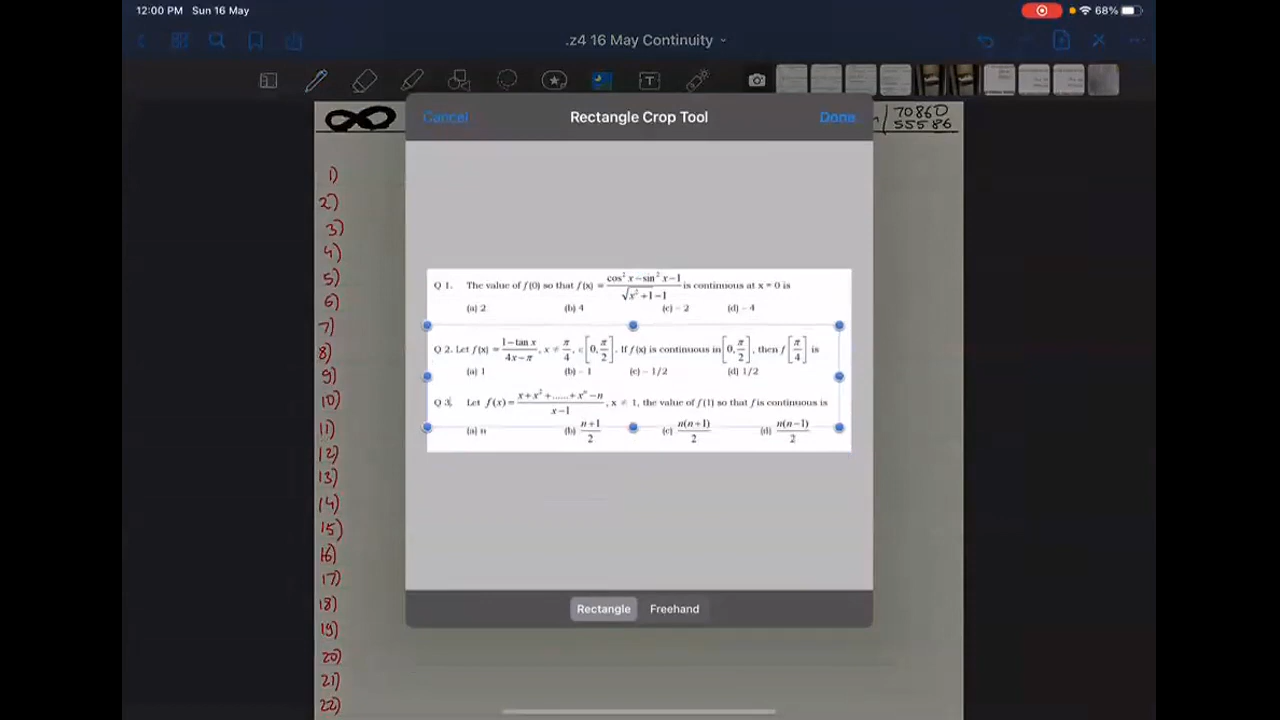 12:00 PM Sun 16 May
68%
.z4 16 May Continuity
Cancel
Rectangle Crop Tool
Done
70860
55586
1)
2)
3)
4)
5)
6)
7)
8)
9)
10)
11)
12)
13)
14)
15)
16)
17)
18)
19)
20)
21)
22)
Q 1. The value of f(0) so that f(x) = (cos² x − sin² x − 1)/(√(x² + 1) − 1) is continuous at x = 0 is
(a) 2 (b) 4 (c) − 2 (d) − 4
Q 2. Let f(x) = (1 − tan x)/(4x − π), x ≠ π/4, ∈ [0, π/2]. If f(x) is continuous in [0, π/2], then f[π/4] is
(a) 1 (b) − 1 (c) − 1/2 (d) 1/2
Q 3. Let f(x) = (x + x² + ...... + xⁿ − n)/(x − 1), x ≠ 1, the value of f(1) so that f is continuous is
(a) n (b) (n+1)/2 (c) n(n+1)/2 (d) n(n−1)/2
Rectangle
Freehand